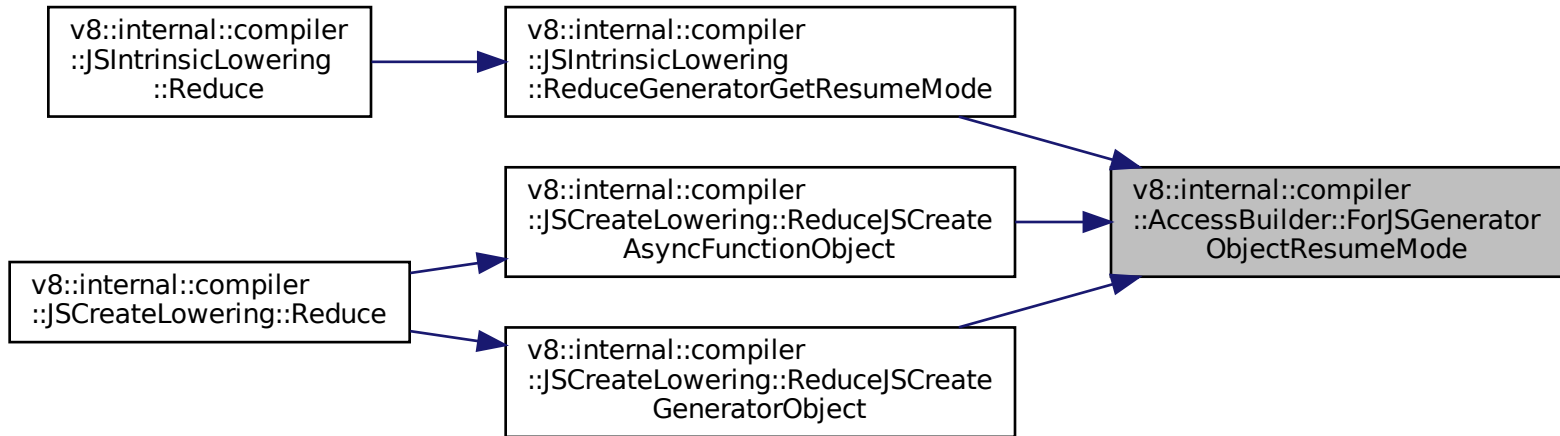 v8::internal::compiler
::JSIntrinsicLowering
::Reduce
v8::internal::compiler
::JSIntrinsicLowering
::ReduceGeneratorGetResumeMode
v8::internal::compiler
::JSCreateLowering::ReduceJSCreate
AsyncFunctionObject
v8::internal::compiler
::AccessBuilder::ForJSGenerator
ObjectResumeMode
v8::internal::compiler
::JSCreateLowering::Reduce
v8::internal::compiler
::JSCreateLowering::ReduceJSCreate
GeneratorObject